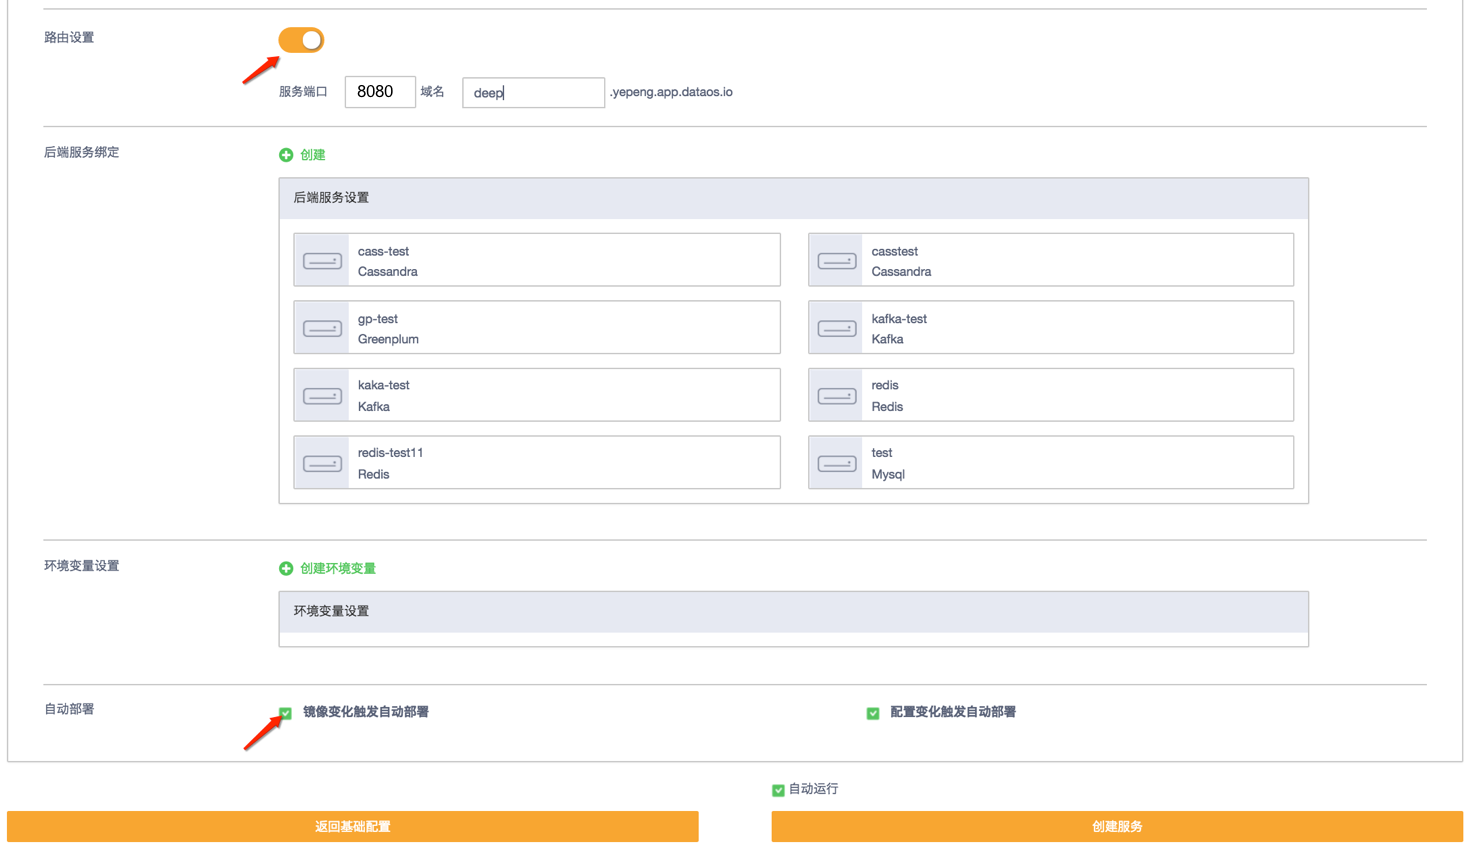 路由设置
服务端口 8080 域名 deep .yepeng.app.dataos.io
后端服务绑定
创建
后端服务设置
cass-test
Cassandra
casstest
Cassandra
gp-test
Greenplum
kafka-test
Kafka
kaka-test
Kafka
redis
Redis
redis-test11
Redis
test
Mysql
环境变量设置
创建环境变量
环境变量设置
自动部署
镜像变化触发自动部署
配置变化触发自动部署
自动运行
返回基础配置
创建服务